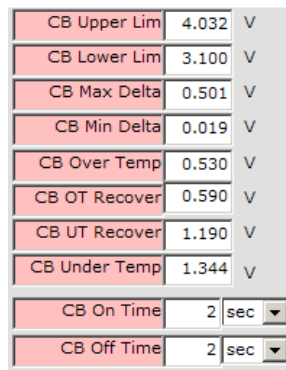 CB Upper Lim 4.032 V
CB Lower Lim 3.100 V
CB Max Delta 0.501 V
CB Min Delta 0.019 V
CB Over Temp 0.530 V
CB OT Recover 0.590 V
CB UT Recover 1.190 V
CB Under Temp 1.344 V
CB On Time 2 sec
CB Off Time 2 sec